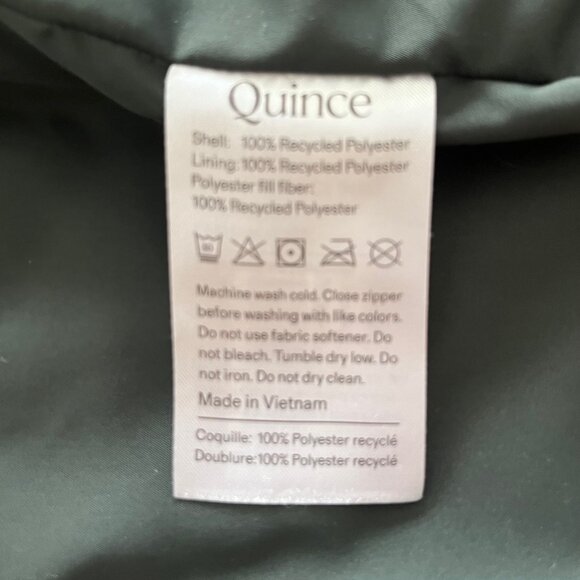 Quince
Shell: 100% Recycled Polyester
Lining: 100% Recycled Polyester
Polyester fill fiber:
100% Recycled Polyester
Machine wash cold. Close zipper
before washing with like colors.
Do not use fabric softener. Do
not bleach. Tumble dry low. Do
not iron. Do not dry clean.
Made in Vietnam
Coquille: 100% Polyester recyclé
Doublure:100% Polyester recyclé